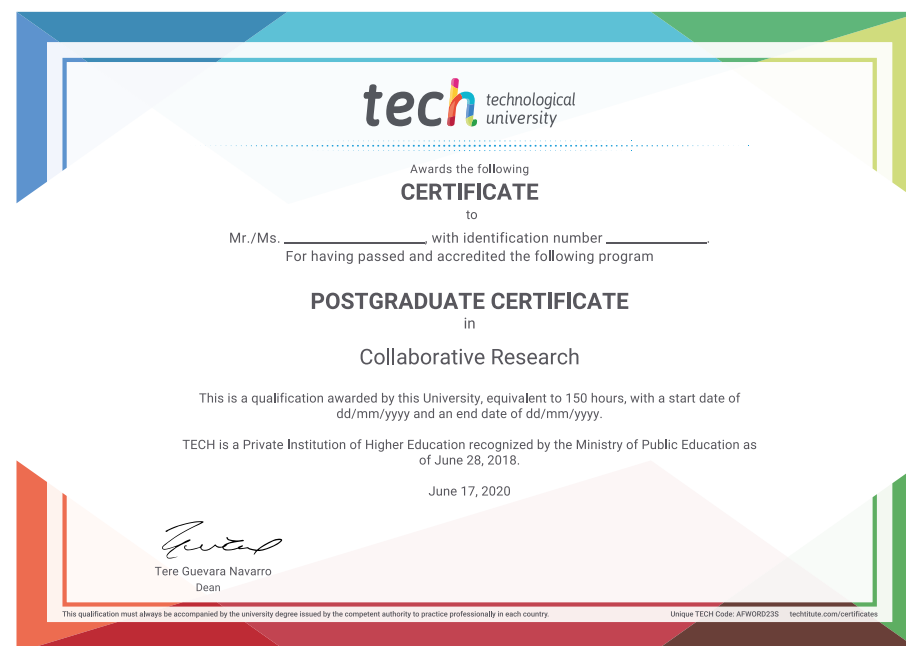 tech technological
university
Awards the following
CERTIFICATE
to
Mr./Ms. ____________________, with identification number ______________.
For having passed and accredited the following program
POSTGRADUATE CERTIFICATE
in
Collaborative Research
This is a qualification awarded by this University, equivalent to 150 hours, with a start date of
dd/mm/yyyy and an end date of dd/mm/yyyy.
TECH is a Private Institution of Higher Education recognized by the Ministry of Public Education as
of June 28, 2018.
June 17, 2020
Tere Guevara Navarro
Dean
This qualification must always be accompanied by the university degree issued by the competent authority to practice professionally in each country. Unique TECH Code: AFWORD23S techtitute.com/certificates